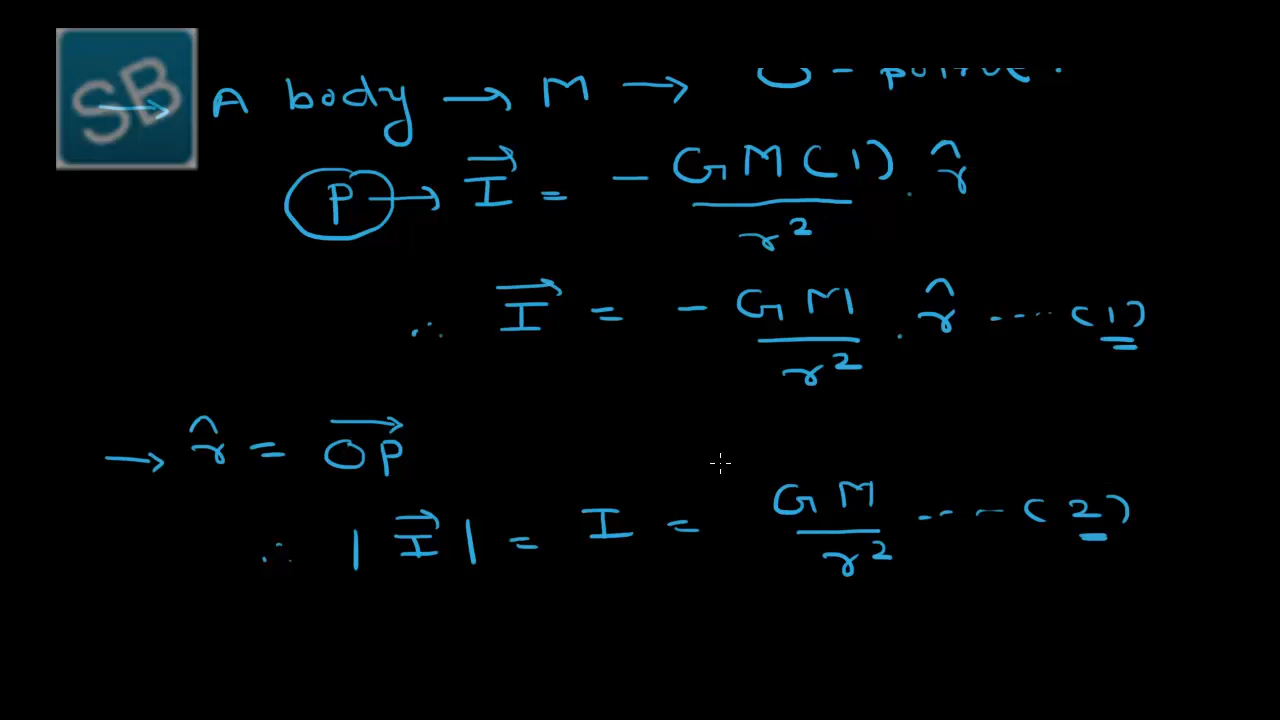 SB
→ A body → M → O - point.
P → I⃗ = - GM(1) / r² . r̂
∴ I⃗ = - GM / r² . r̂ ---- (1)
→ r̂ = OP⃗
∴ |I⃗| = I = GM / r² ---- (2)